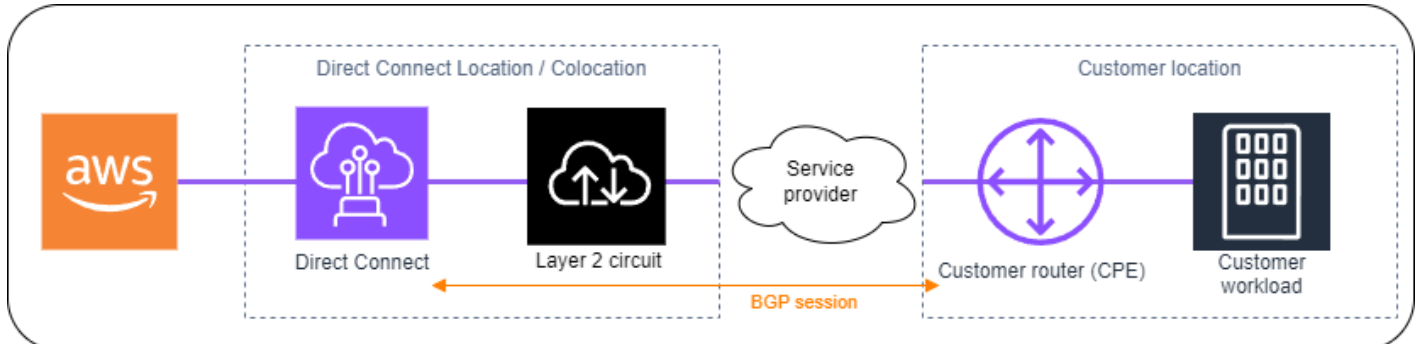 Direct Connect Location / Colocation
Customer location
aws
Service
provider
Direct Connect
Layer 2 circuit
Customer router (CPE)
Customer
workload
BGP session